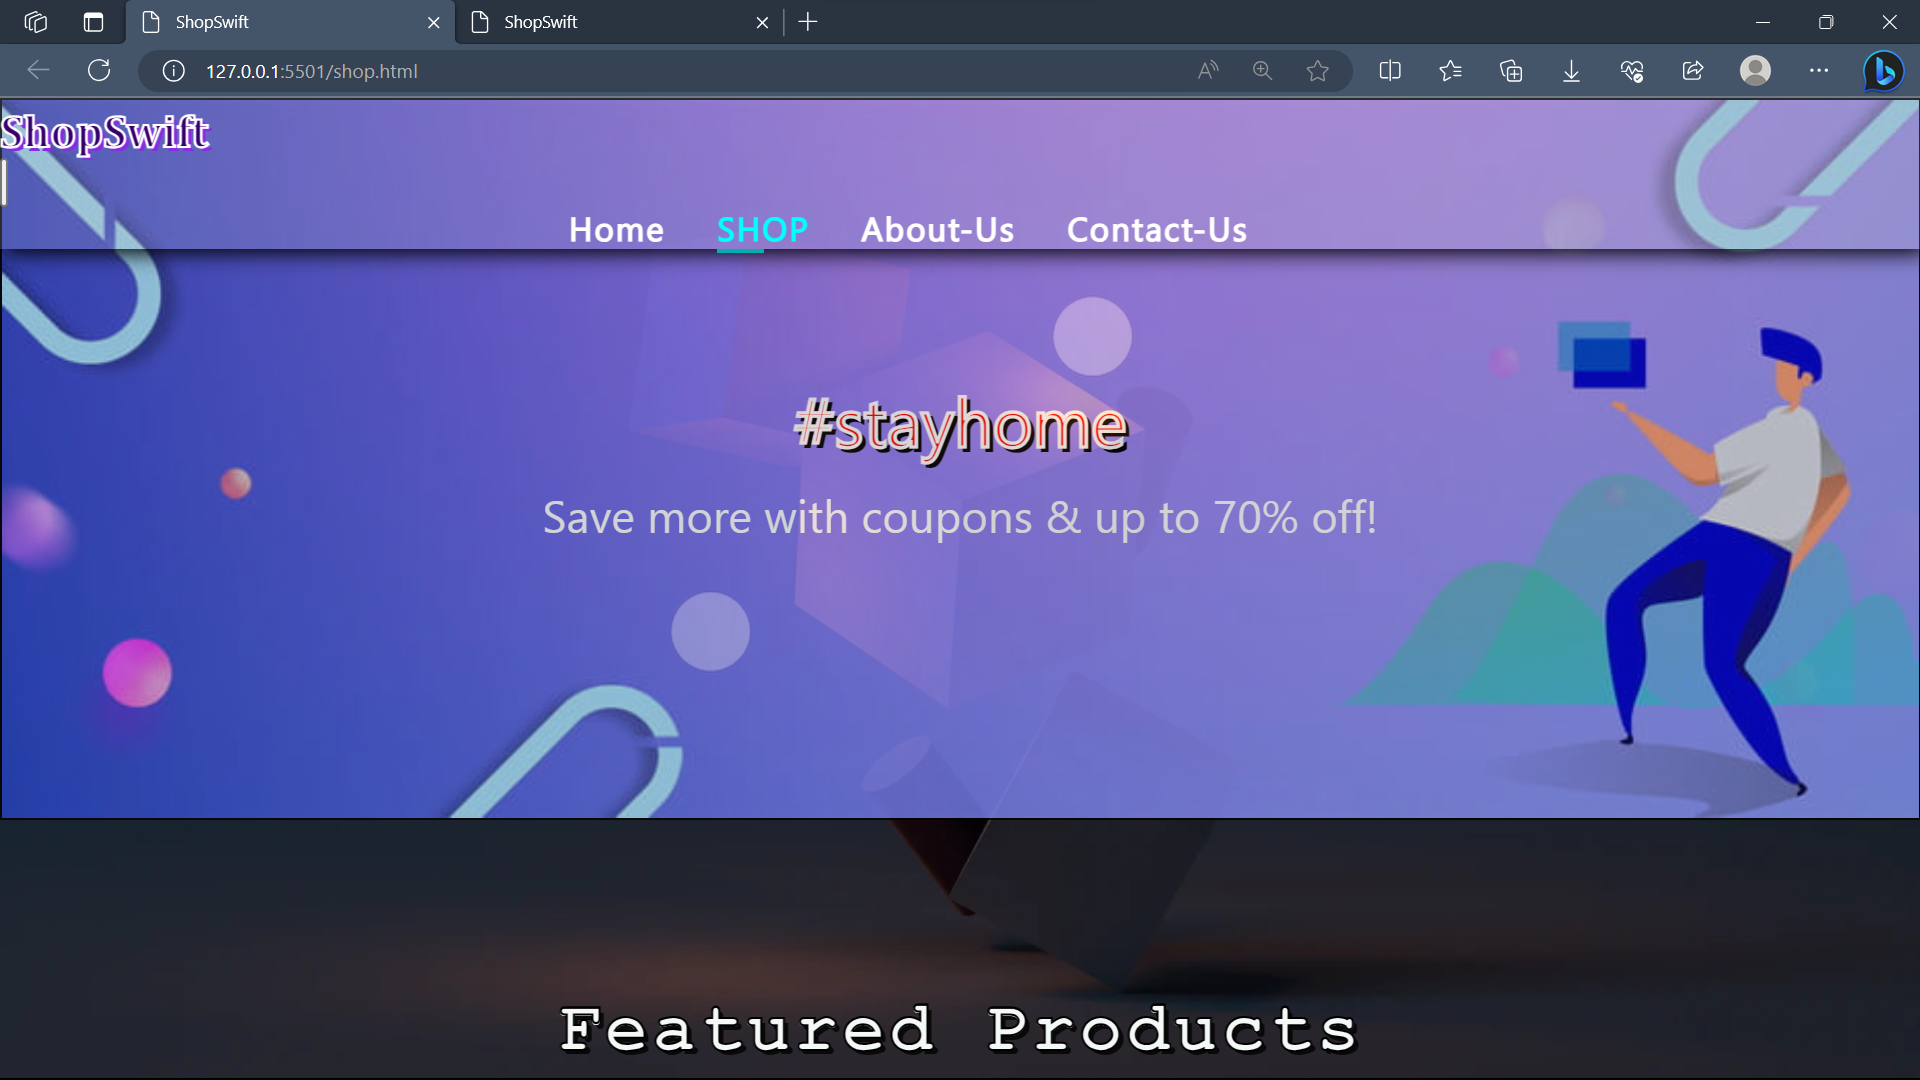 ShopSwift
ShopSwift
127.0.0.1:5501/shop.html
ShopSwift
Home SHOP About-Us Contact-Us
#stayhome
Save more with coupons & up to 70% off!
Featured Products